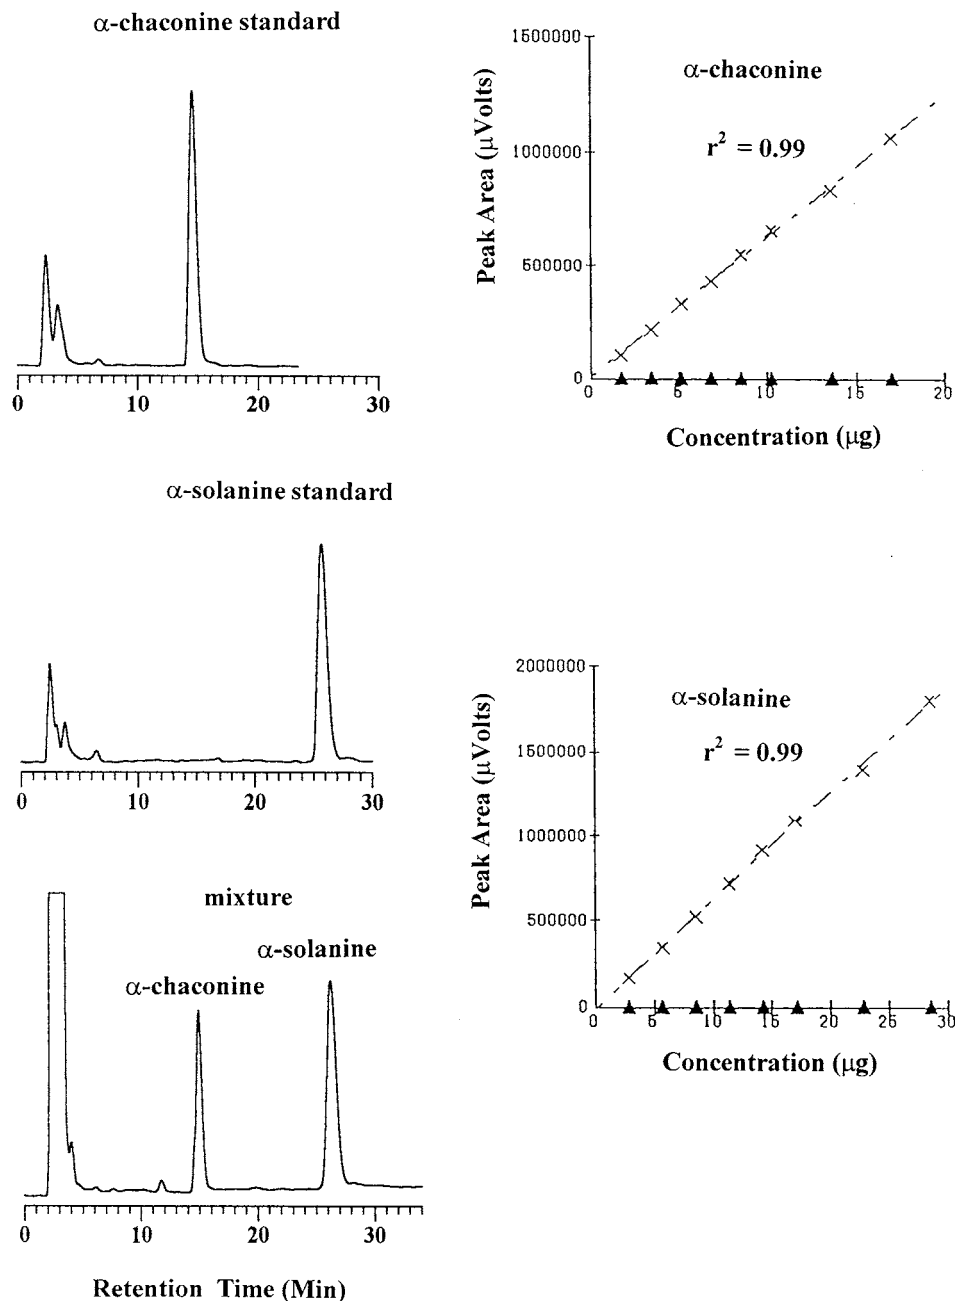 α-chaconine standard
0 10 20 30
α-solanine standard
0 10 20 30
mixture
α-solanine
α-chaconine
0 10 20 30
Retention Time (Min)
1500000
α-chaconine
r² = 0.99
1000000
500000
0
0 5 10 15 20
Peak Area (µVolts)
Concentration (µg)
2000000
α-solanine
r² = 0.99
1500000
1000000
500000
0
0 5 10 15 20 25 30
Peak Area (µVolts)
Concentration (µg)